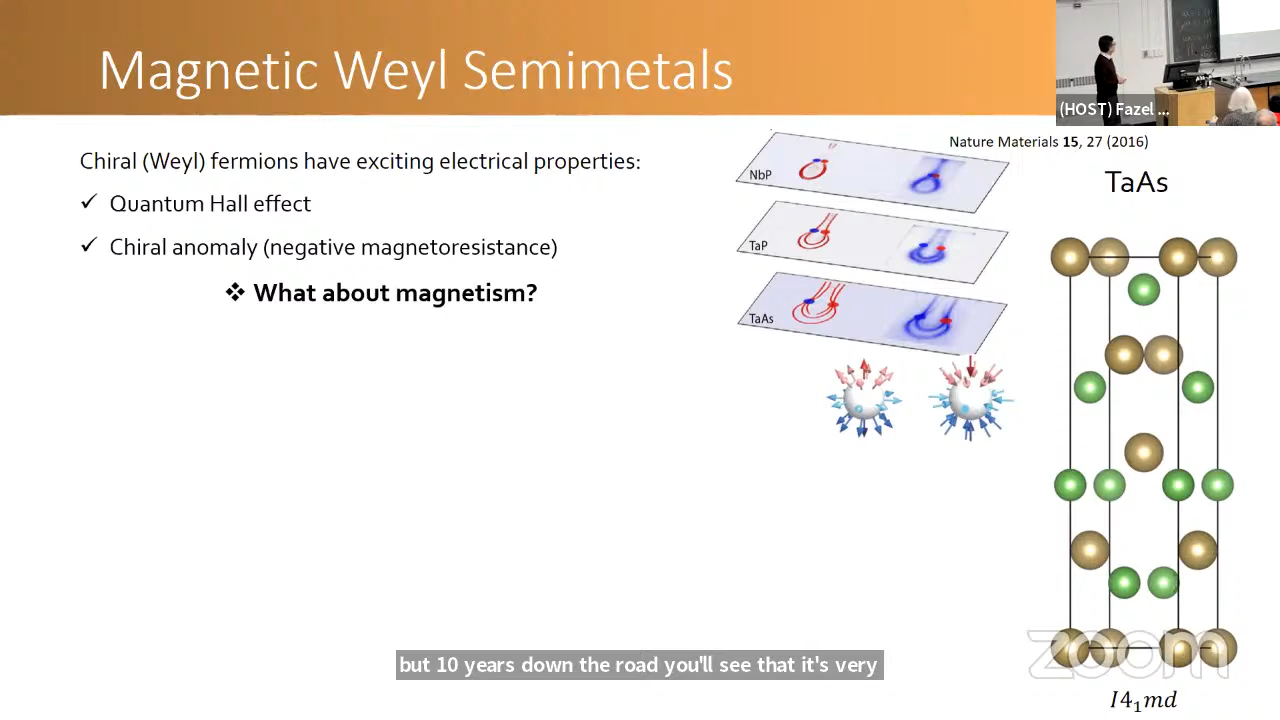 Magnetic Weyl Semimetals
(HOST) Fazel ...
Chiral (Weyl) fermions have exciting electrical properties:
✓ Quantum Hall effect
✓ Chiral anomaly (negative magnetoresistance)
❖ What about magnetism?
Nature Materials 15, 27 (2016)
NbP
TaP
TaAs
TaAs
zoom
but 10 years down the road you'll see that it's very
I4₁md